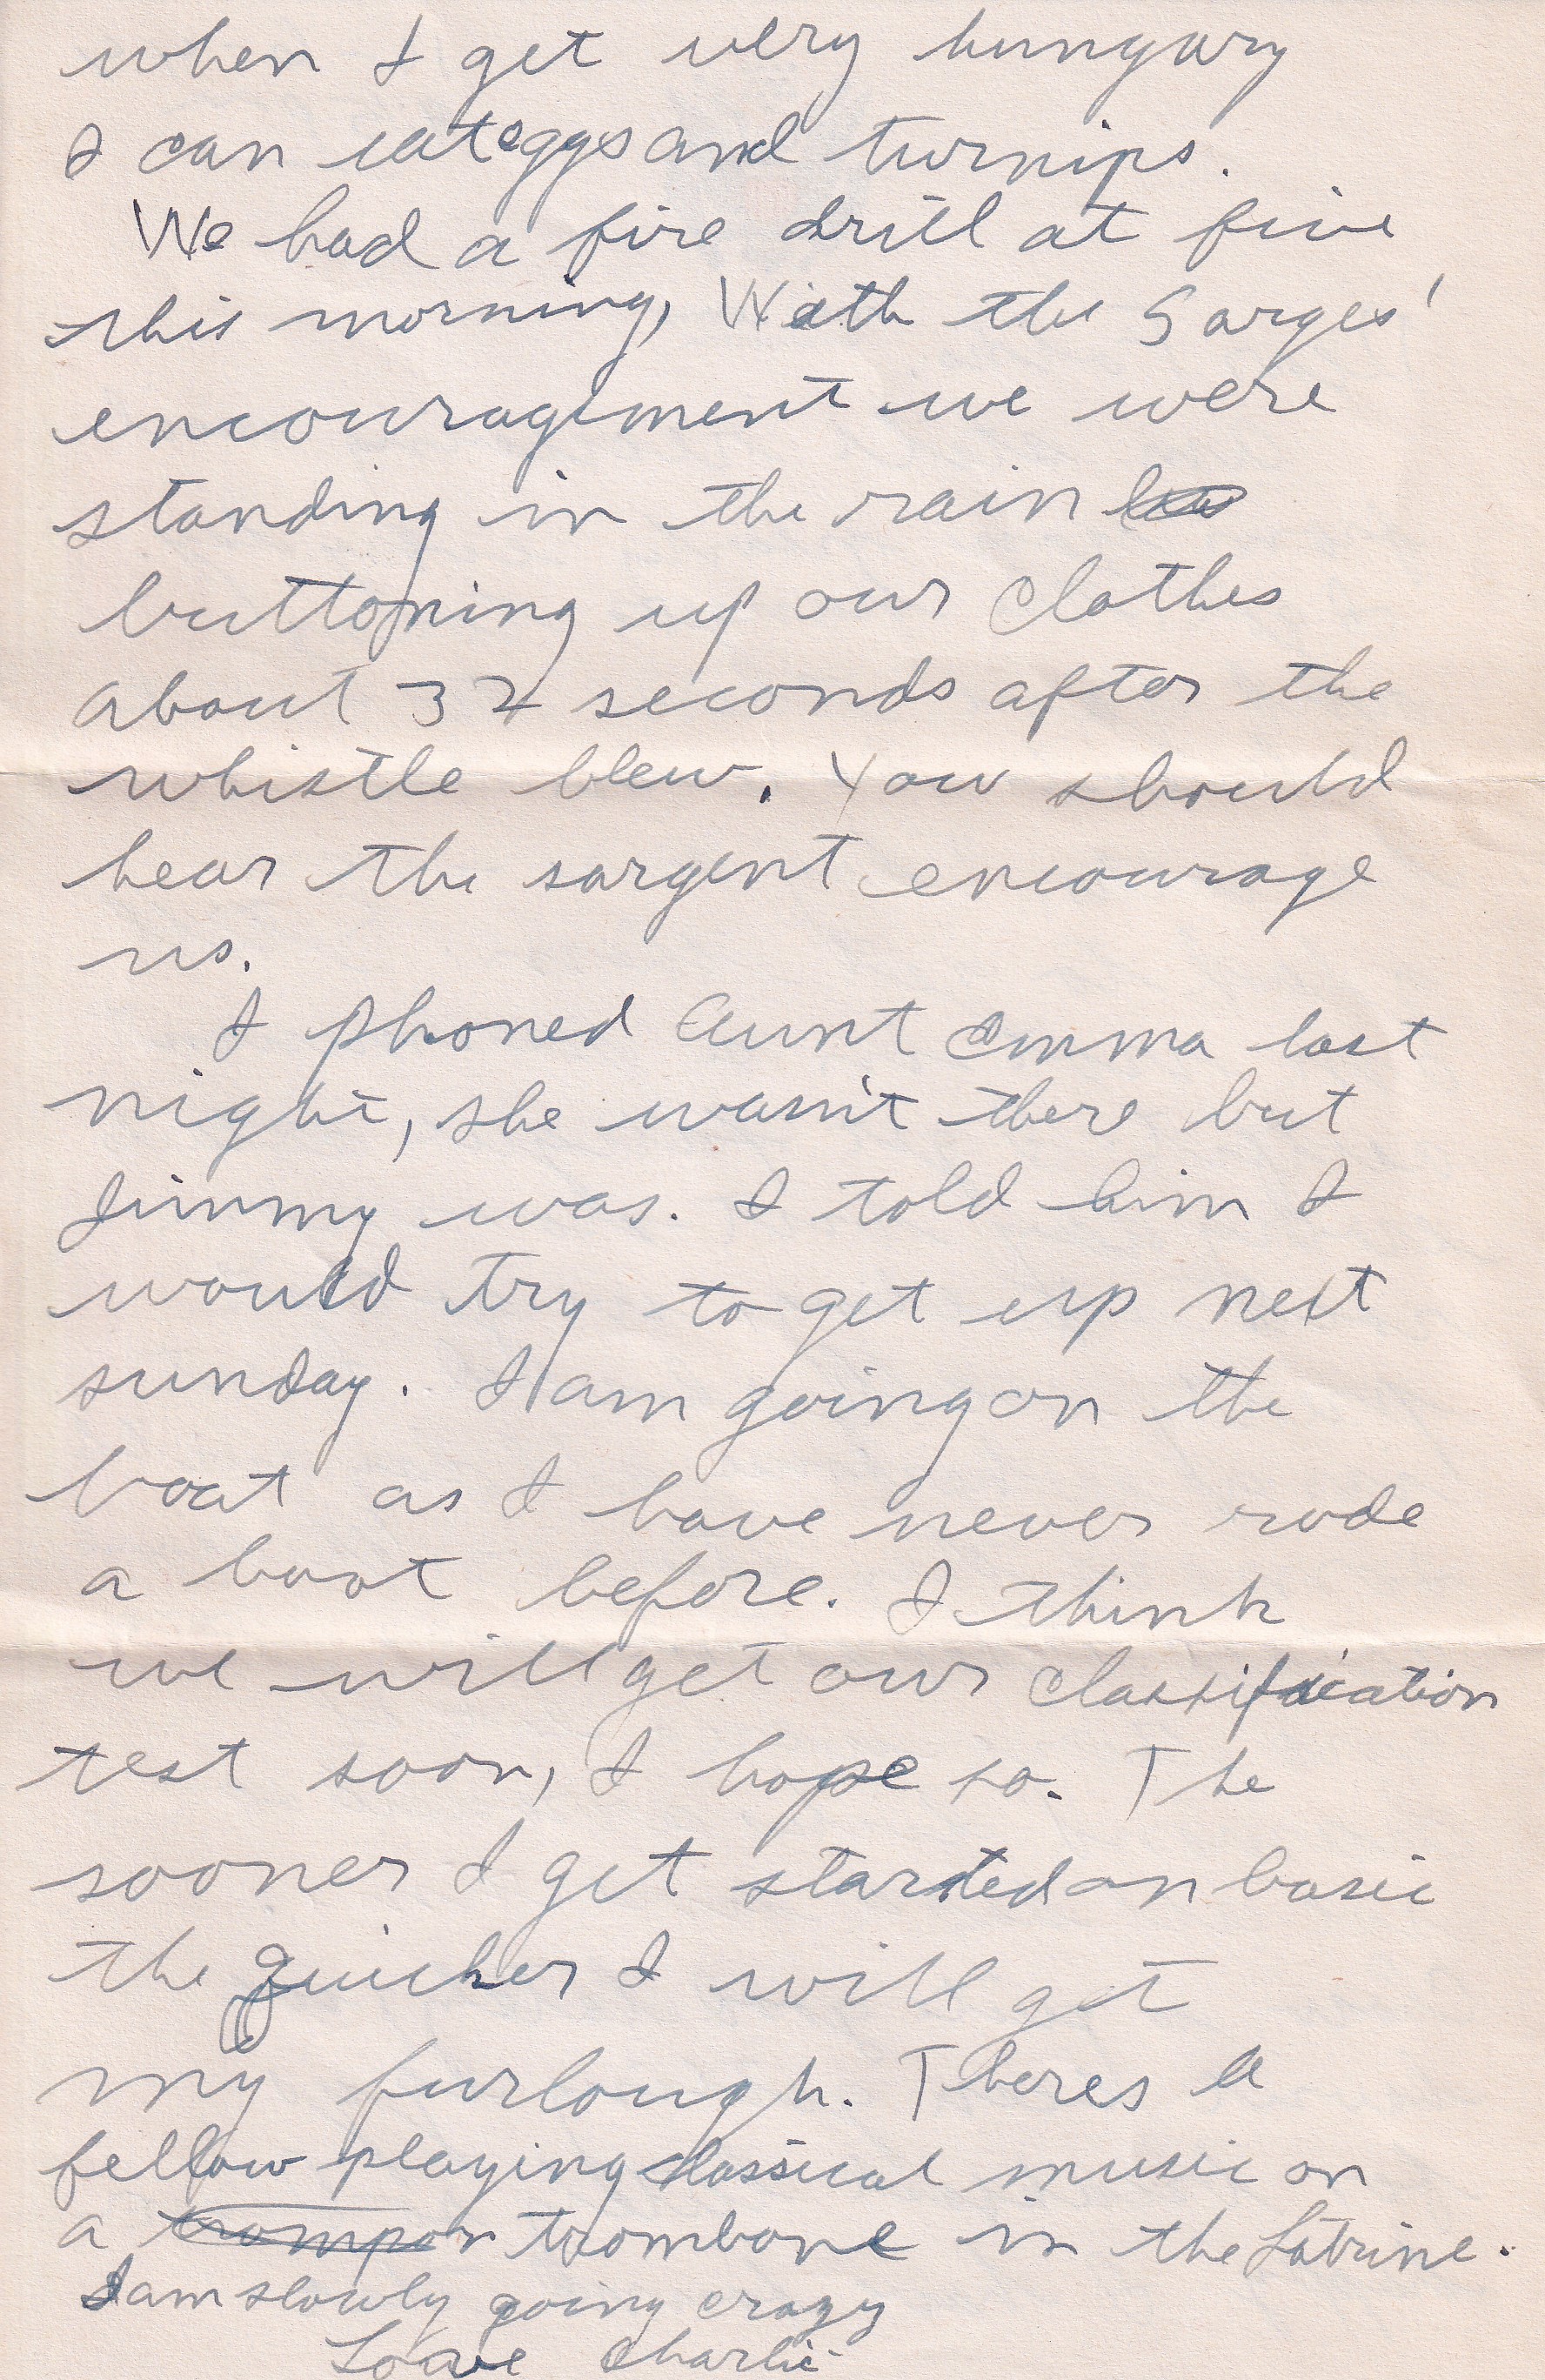 when I get very hungary
I can eat eggs and turnips.
We had a fire drill at five
this morning, With the Sarges'
encouragement we were
standing in the rain
buttoning up our clothes
about 32 seconds after the
whistle blew. You should
hear the sargent encourage
us.
I phoned Aunt Emma last
night, she wasn't there but
Jimmy was. I told him I
would try to get up next
sunday. I am going on the
boat as I have never rode
a boat before. I think
we will get our classification
test soon, I hope so. The
sooner I get started on basic
the quicker I will get
my furlough. Theres a
fellow playing classical music on
a trompon trombone in the Latrine.
I am slowly going crazy
Love Charlie